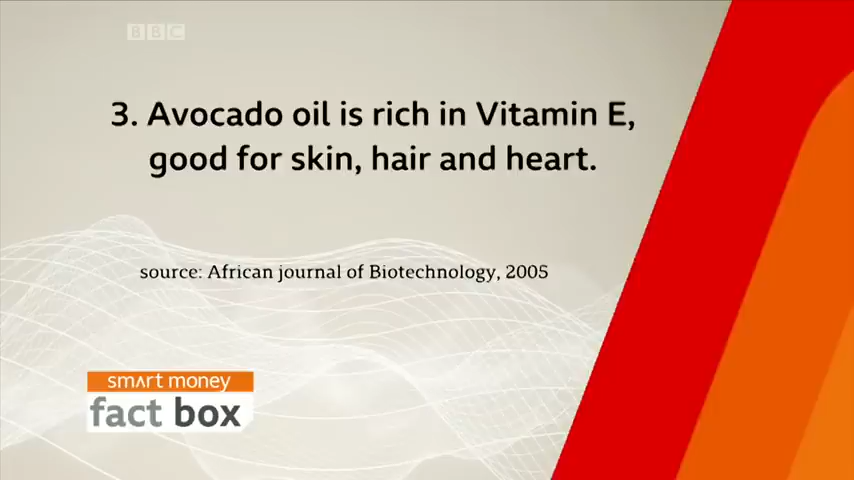 BBC
3. Avocado oil is rich in Vitamin E,
good for skin, hair and heart.
source: African journal of Biotechnology, 2005
smart money
fact box